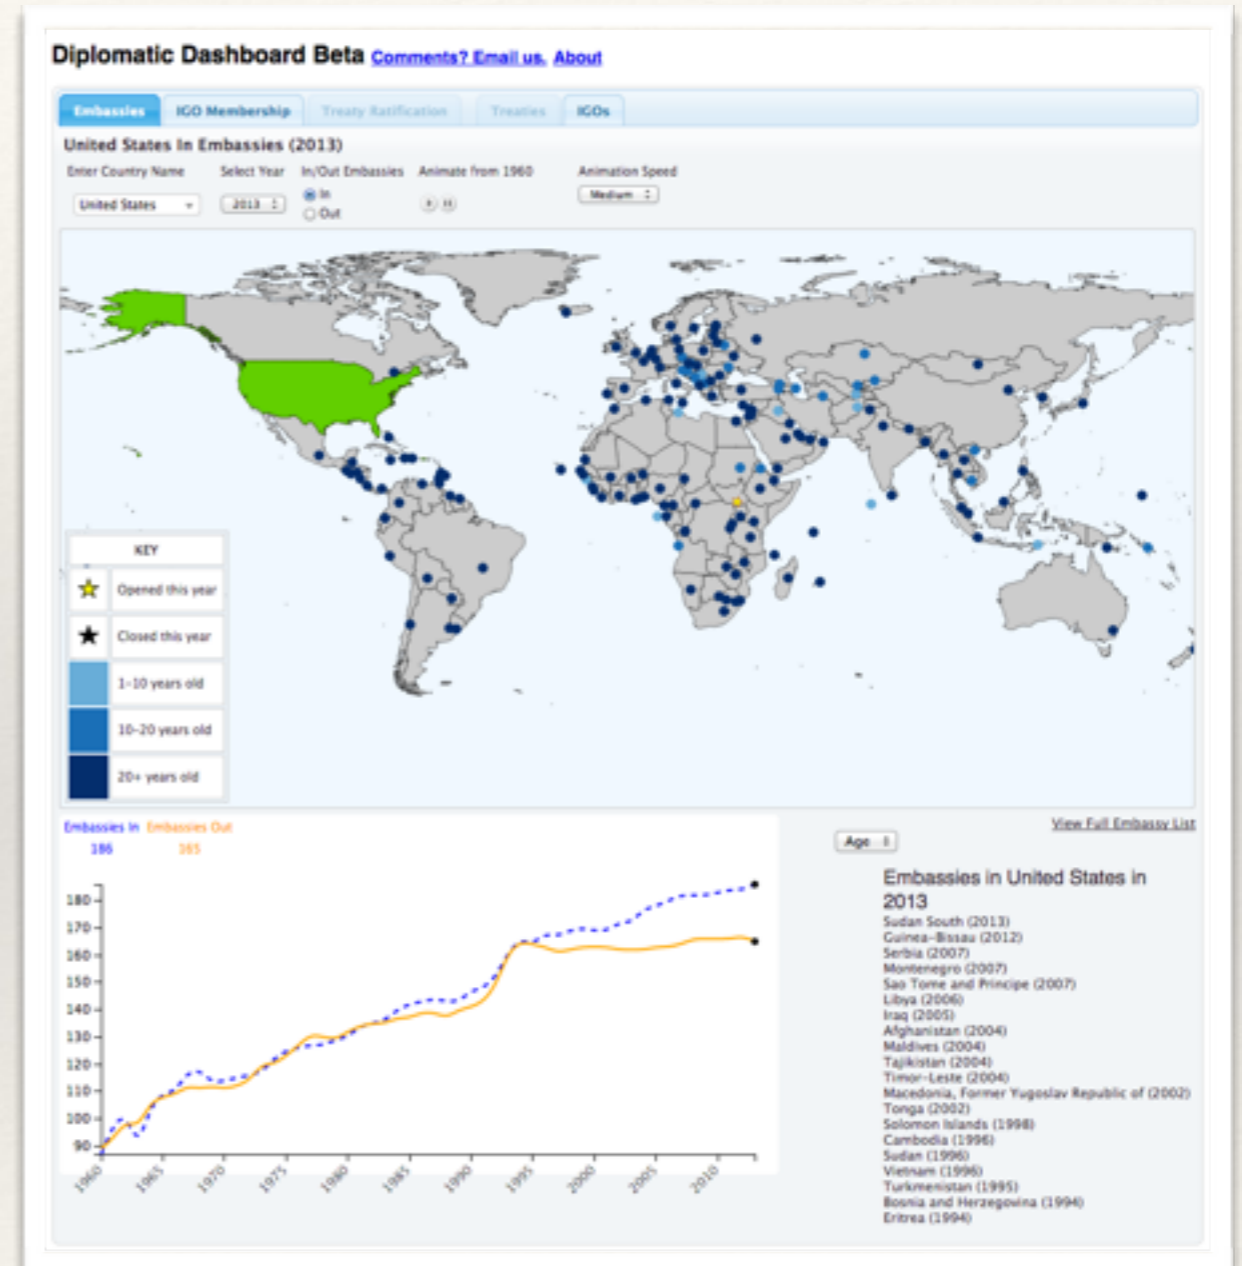 Diplomatic Dashboard Beta Comments? Email us. About
Embassies IGO Membership Treaty Ratification Treaties IGOs
United States In Embassies (2013)
Enter Country Name Select Year In/Out Embassies Animate from 1960 Animation Speed
United States 2013 In Medium
Out
KEY
Opened this year
Closed this year
1-10 years old
10-20 years old
20+ years old
Embassies In Embassies Out
186 165
180
170
160
150
140
130
120
110
100
90
1960 1965 1970 1975 1980 1985 1990 1995 2000 2005 2010
View Full Embassy List
Age
Embassies in United States in
2013
Sudan South (2013)
Guinea-Bissau (2012)
Serbia (2007)
Montenegro (2007)
Sao Tome and Principe (2007)
Libya (2006)
Iraq (2005)
Afghanistan (2004)
Maldives (2004)
Tajikistan (2004)
Timor-Leste (2004)
Macedonia, Former Yugoslav Republic of (2002)
Tonga (2002)
Solomon Islands (1998)
Cambodia (1996)
Sudan (1996)
Vietnam (1996)
Turkmenistan (1995)
Bosnia and Herzegovina (1994)
Eritrea (1994)